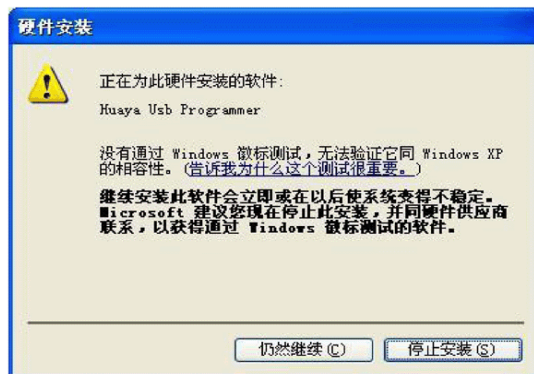 硬件安装
正在为此硬件安装的软件:
Huaya Usb Programmer
没有通过 Windows 徽标测试，无法验证它同 Windows XP
的相容性。(告诉我为什么这个测试很重要。)
继续安装此软件会立即或在以后使系统变得不稳定。
Microsoft 建议您现在停止此安装，并同硬件供应商
联系，以获得通过 Windows 徽标测试的软件。
仍然继续(C)
停止安装(S)